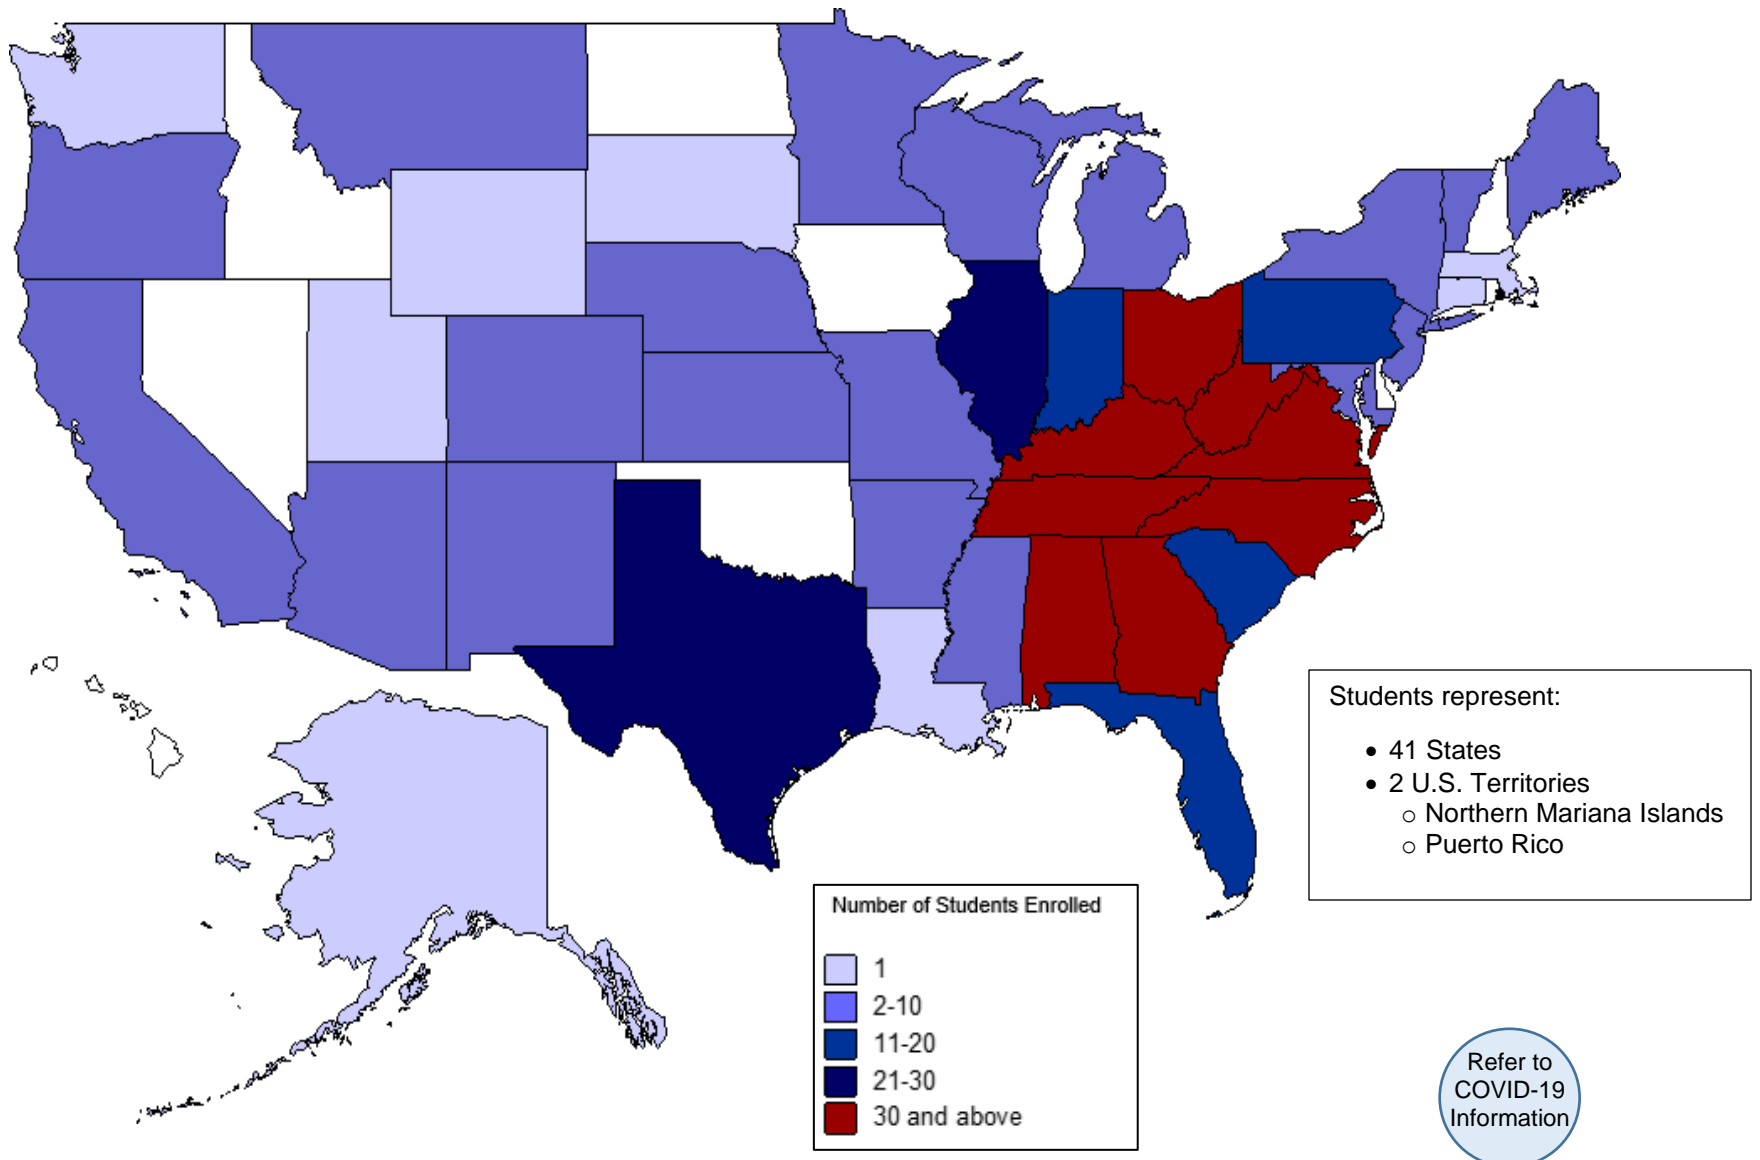 Students represent:
• 41 States
• 2 U.S. Territories
○ Northern Mariana Islands
○ Puerto Rico
Number of Students Enrolled
1
2-10
11-20
21-30
30 and above
Refer to
COVID-19
Information